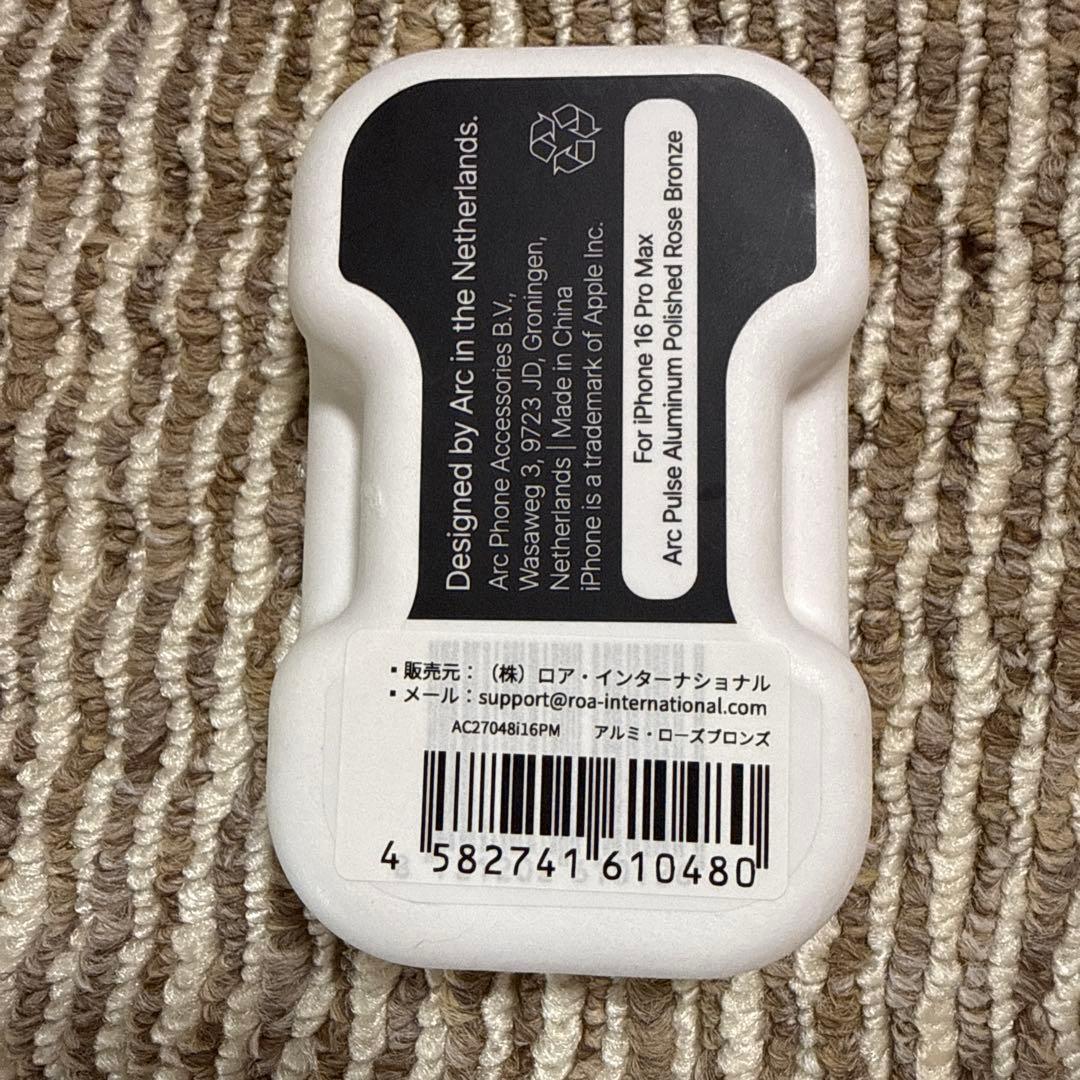 Designed by Arc in the Netherlands.
Arc Phone Accessories B.V.,
Wasaweg 3, 9723 JD, Groningen,
Netherlands | Made in China
iPhone is a trademark of Apple Inc.
For iPhone 16 Pro Max
Arc Pulse Aluminum Polished Rose Bronze
▪販売元：（株）ロア・インターナショナル
▪メール：support@roa-international.com
AC27048i16PM アルミ・ローズブロンズ
4 582741 610480